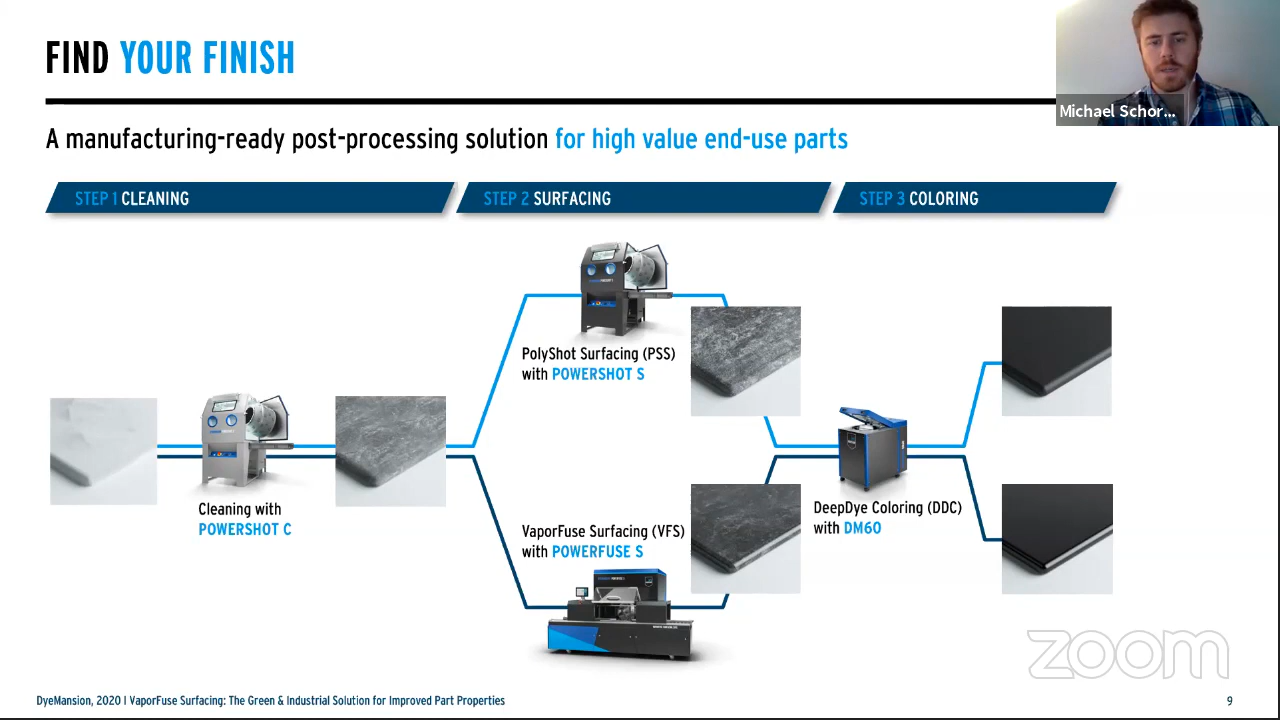 FIND YOUR FINISH
Michael Schor...
A manufacturing-ready post-processing solution for high value end-use parts
STEP 1 CLEANING
STEP 2 SURFACING
STEP 3 COLORING
PolyShot Surfacing (PSS)
with POWERSHOT S
Cleaning with
POWERSHOT C
VaporFuse Surfacing (VFS)
with POWERFUSE S
DeepDye Coloring (DDC)
with DM60
zoom
DyeMansion, 2020 I VaporFuse Surfacing: The Green & Industrial Solution for Improved Part Properties
9